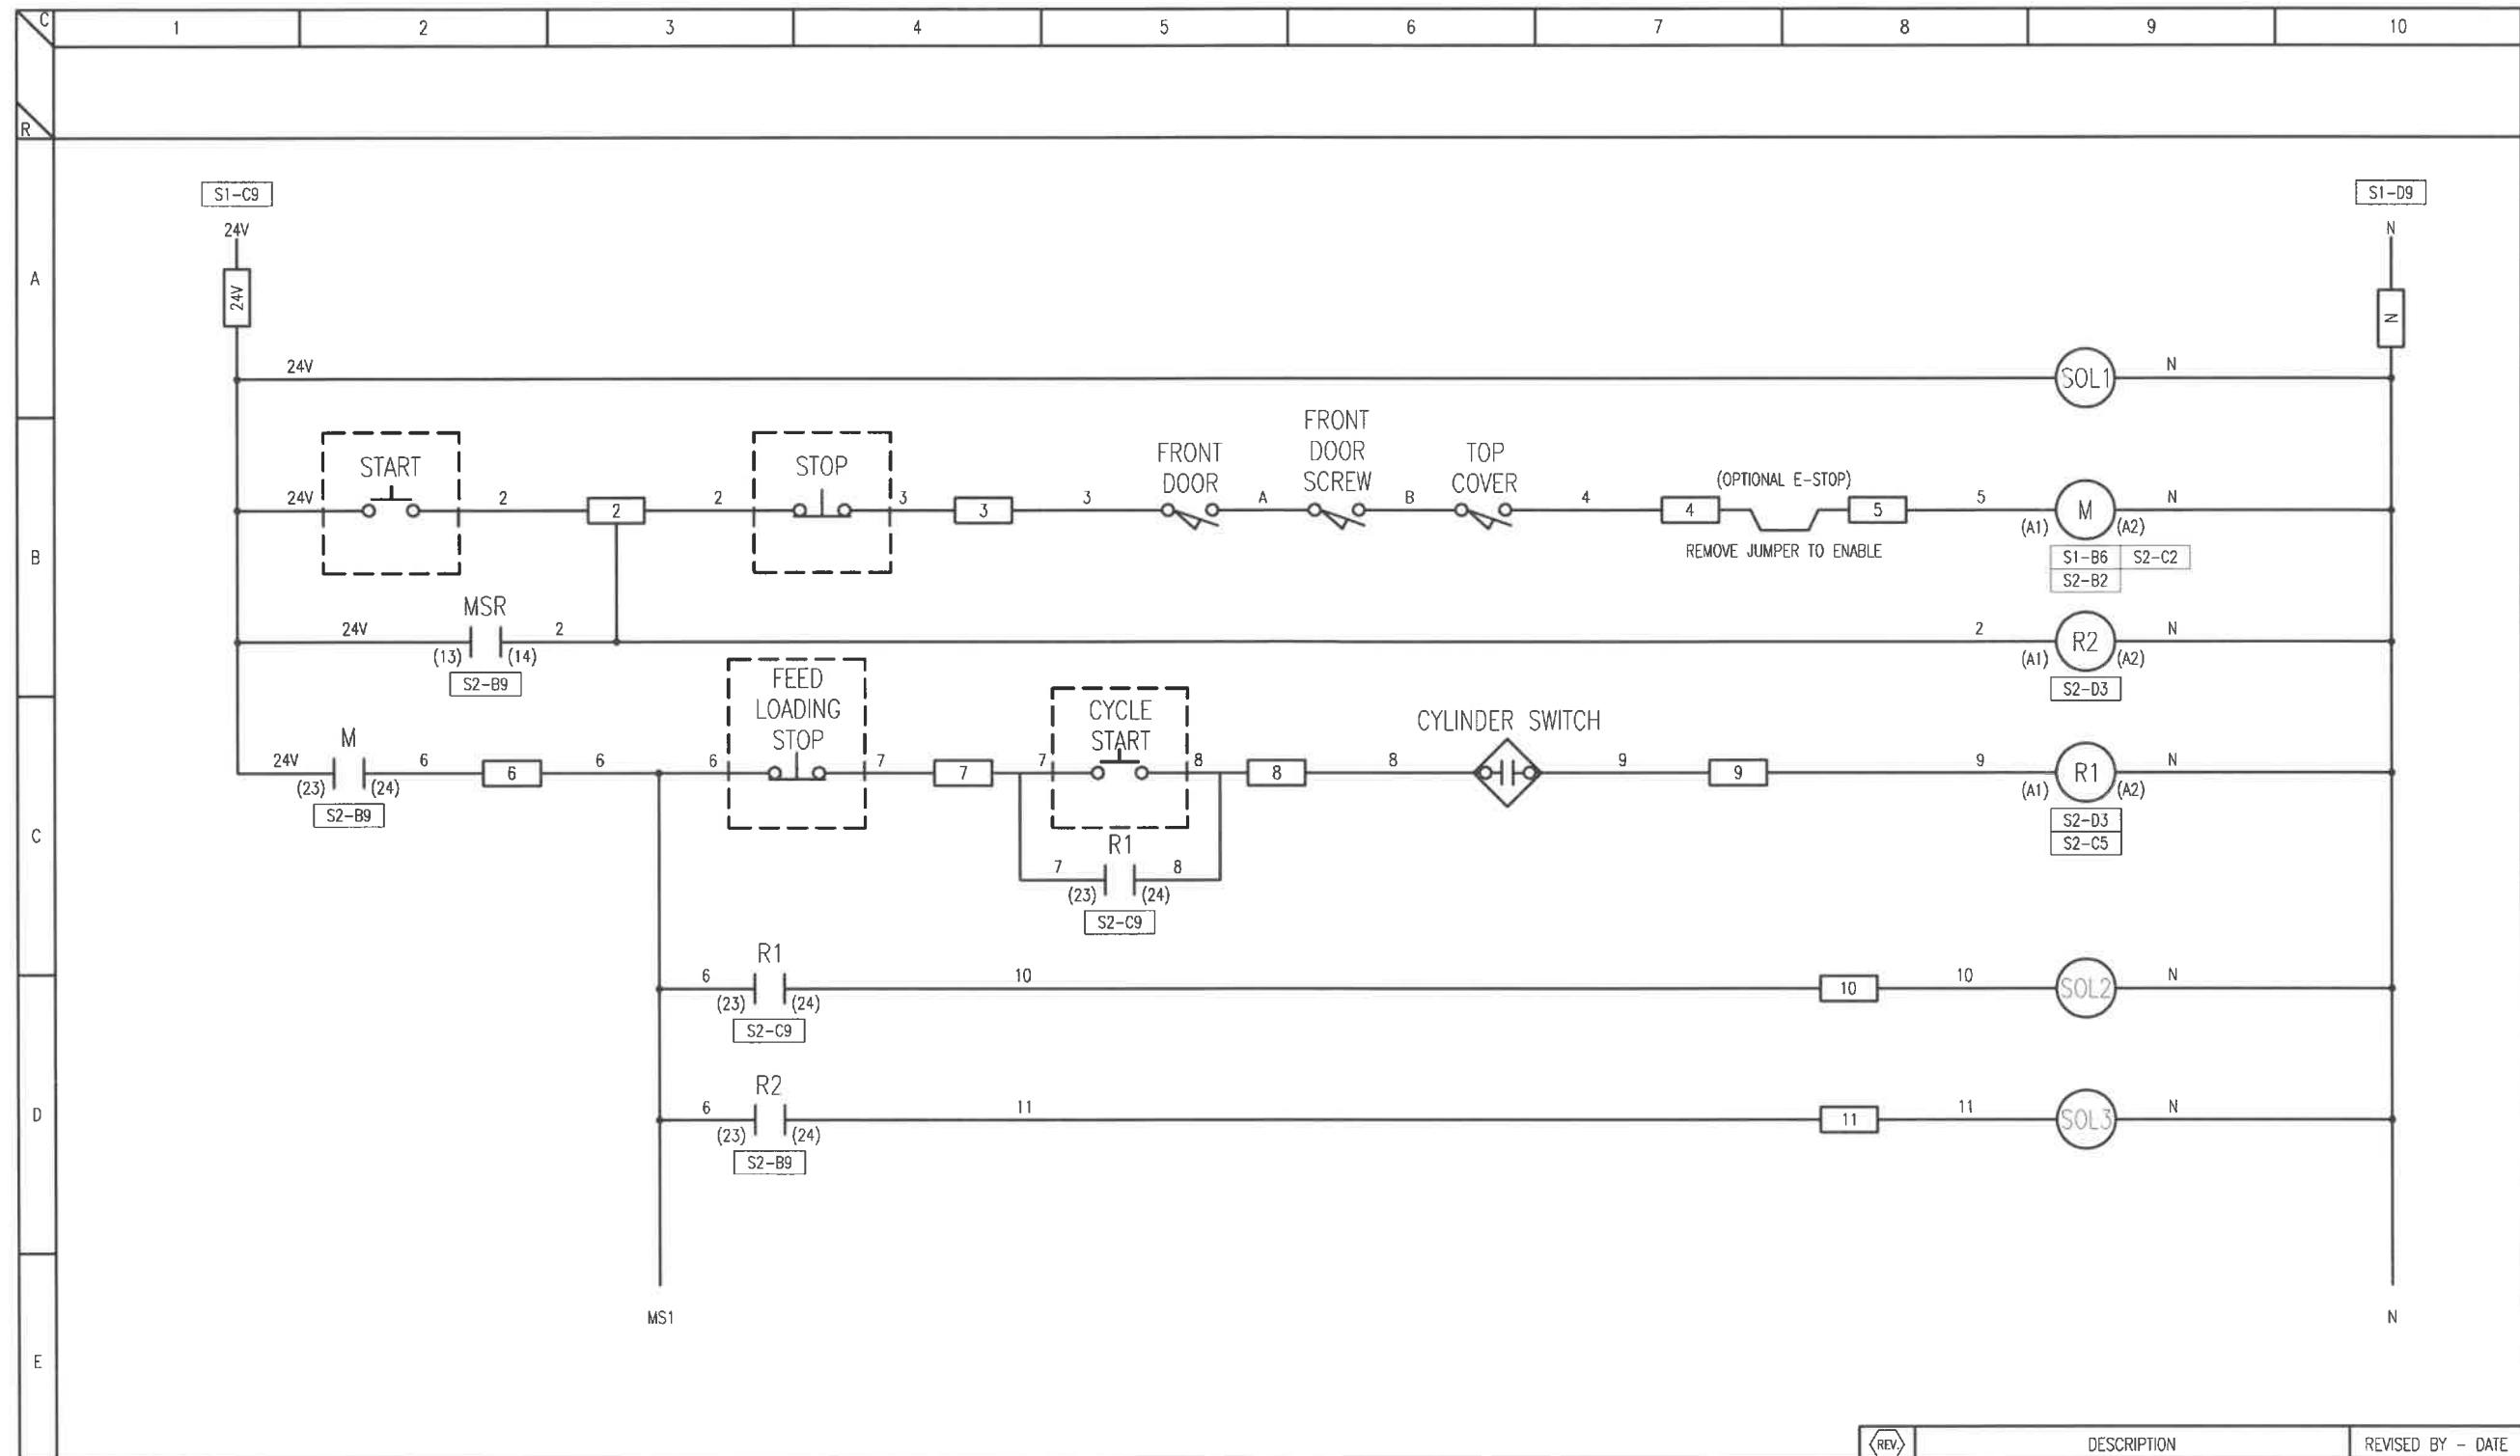 C
1 2 3 4 5 6 7 8 9 10
R
A
S1-C9
S1-D9
24V
N
24V
N
24V
SOL1
N
B
START
STOP
FRONT
DOOR
FRONT
DOOR
SCREW
TOP
COVER
(OPTIONAL E-STOP)
24V 2 2 2 3 3 3 A B 4 4 5 5 M N
(A1) (A2)
REMOVE JUMPER TO ENABLE
S1-B6 S2-C2
S2-B2
MSR
24V 2 2 R2 N
(13) (14) (A1) (A2)
S2-B9
S2-D3
C
FEED
LOADING
STOP
CYCLE
START
CYLINDER SWITCH
M
24V 6 6 6 6 7 7 7 8 8 8 9 9 9 R1 N
(23) (24) (A1) (A2)
S2-B9
S2-D3
S2-C5
R1
7 8
(23) (24)
S2-C9
D
R1
6 10 10 10 SOL2 N
(23) (24)
S2-C9
R2
6 11 11 11 SOL3 N
(23) (24)
S2-B9
E
MS1
N
REV. DESCRIPTION REVISED BY - DATE